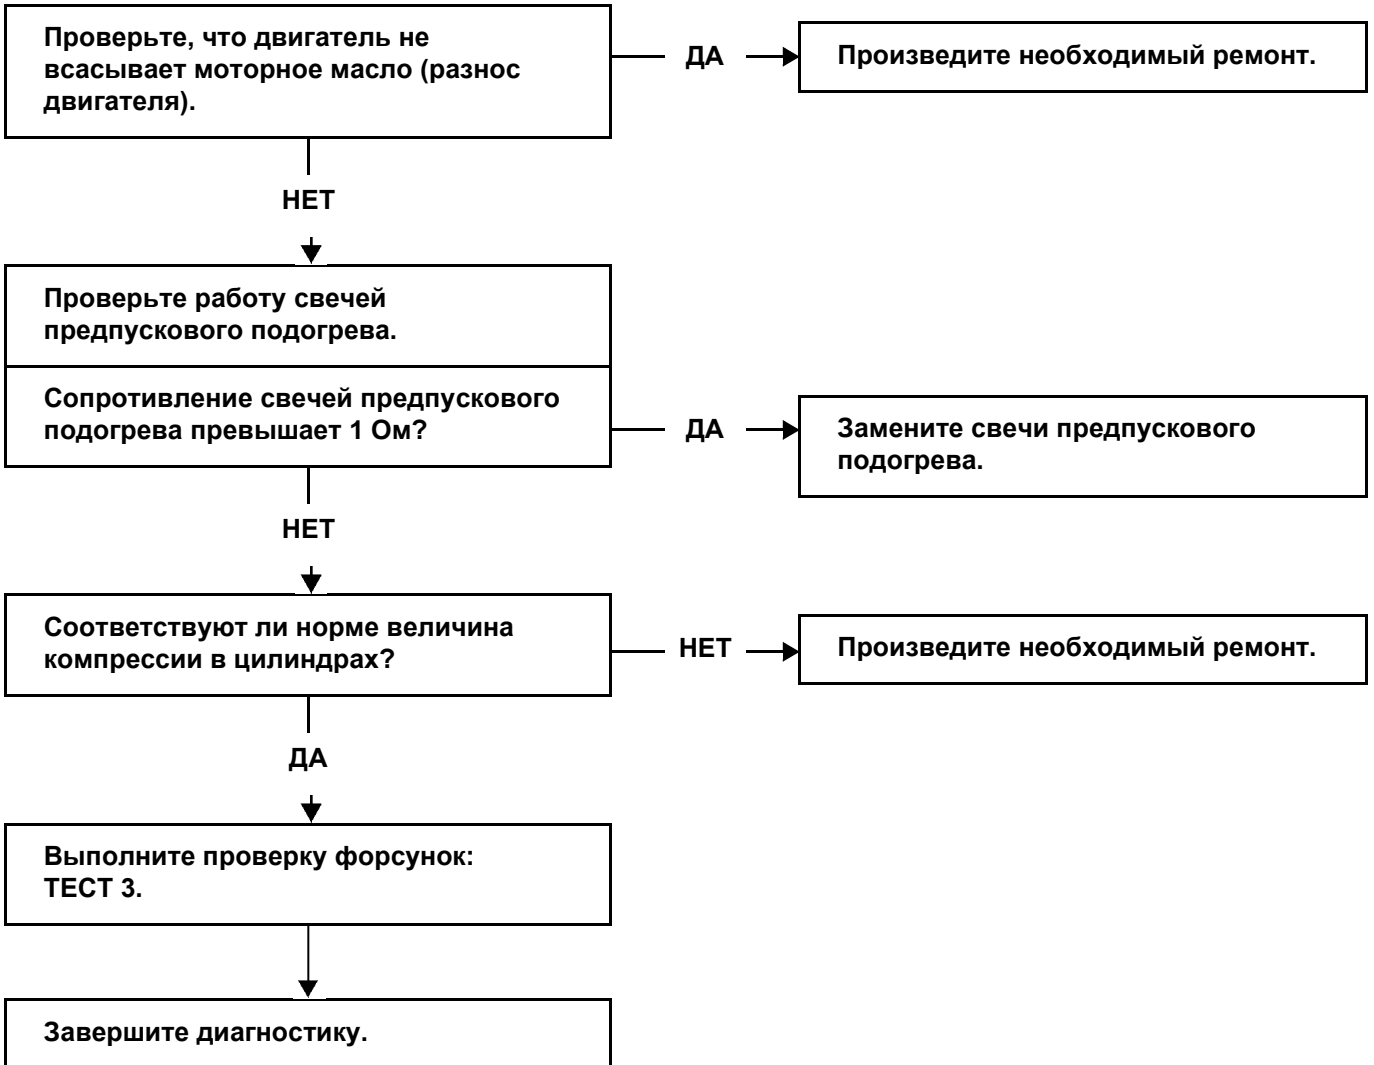 Проверьте, что двигатель не
всасывает моторное масло (разнос
двигателя).
ДА
Произведите необходимый ремонт.
НЕТ
Проверьте работу свечей
предпускового подогрева.
Сопротивление свечей предпускового
подогрева превышает 1 Ом?
ДА
Замените свечи предпускового
подогрева.
НЕТ
Соответствуют ли норме величина
компрессии в цилиндрах?
НЕТ
Произведите необходимый ремонт.
ДА
Выполните проверку форсунок:
ТЕСТ 3.
Завершите диагностику.